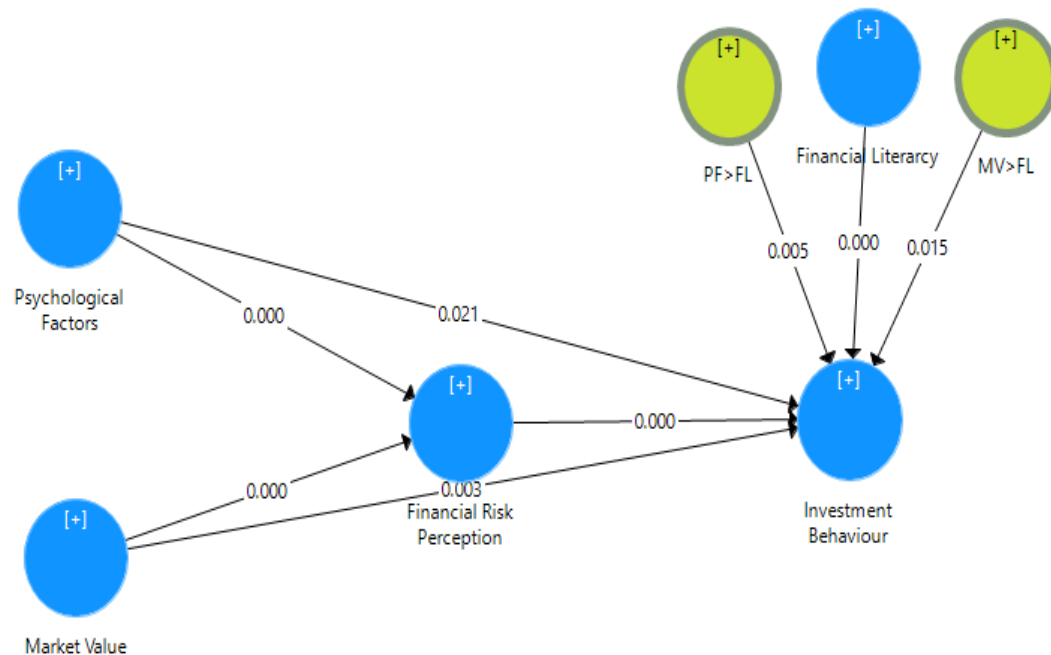 [+]
[+]
[+]
PF>FL
Financial Literarcy
MV>FL
[+]
Psychological
Factors
0.005
0.000
0.015
0.000
0.021
[+]
[+]
0.000
0.000
0.003
Financial Risk
Perception
Investment
Behaviour
[+]
Market Value